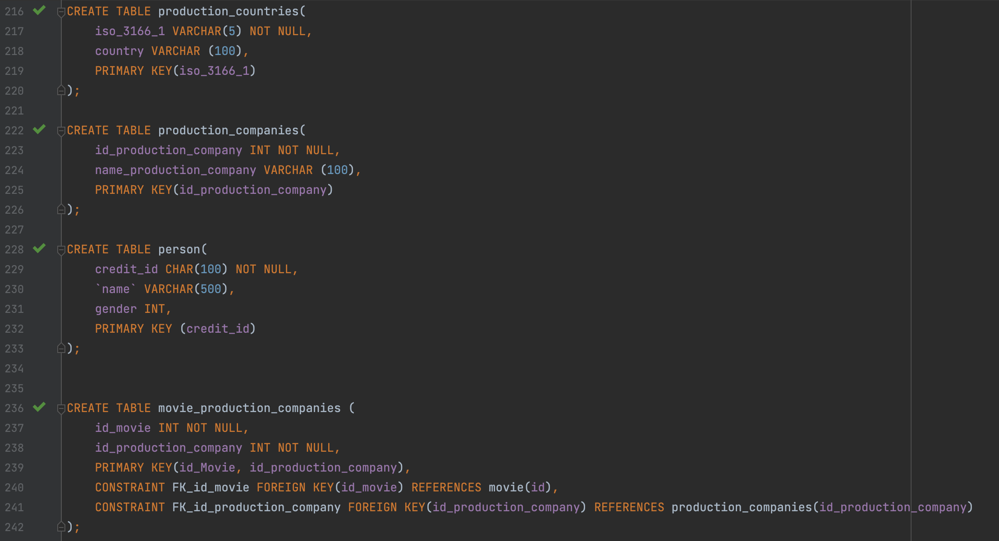 216 CREATE TABLE production_countries(
217     iso_3166_1 VARCHAR(5) NOT NULL,
218     country VARCHAR (100),
219     PRIMARY KEY(iso_3166_1)
220 );
221
222 CREATE TABLE production_companies(
223     id_production_company INT NOT NULL,
224     name_production_company VARCHAR (100),
225     PRIMARY KEY(id_production_company)
226 );
227
228 CREATE TABLE person(
229     credit_id CHAR(100) NOT NULL,
230     `name` VARCHAR(500),
231     gender INT,
232     PRIMARY KEY (credit_id)
233 );
234
235
236 CREATE TABlE movie_production_companies (
237     id_movie INT NOT NULL,
238     id_production_company INT NOT NULL,
239     PRIMARY KEY(id_Movie, id_production_company),
240     CONSTRAINT FK_id_movie FOREIGN KEY(id_movie) REFERENCES movie(id),
241     CONSTRAINT FK_id_production_company FOREIGN KEY(id_production_company) REFERENCES production_companies(id_production_company)
242 );